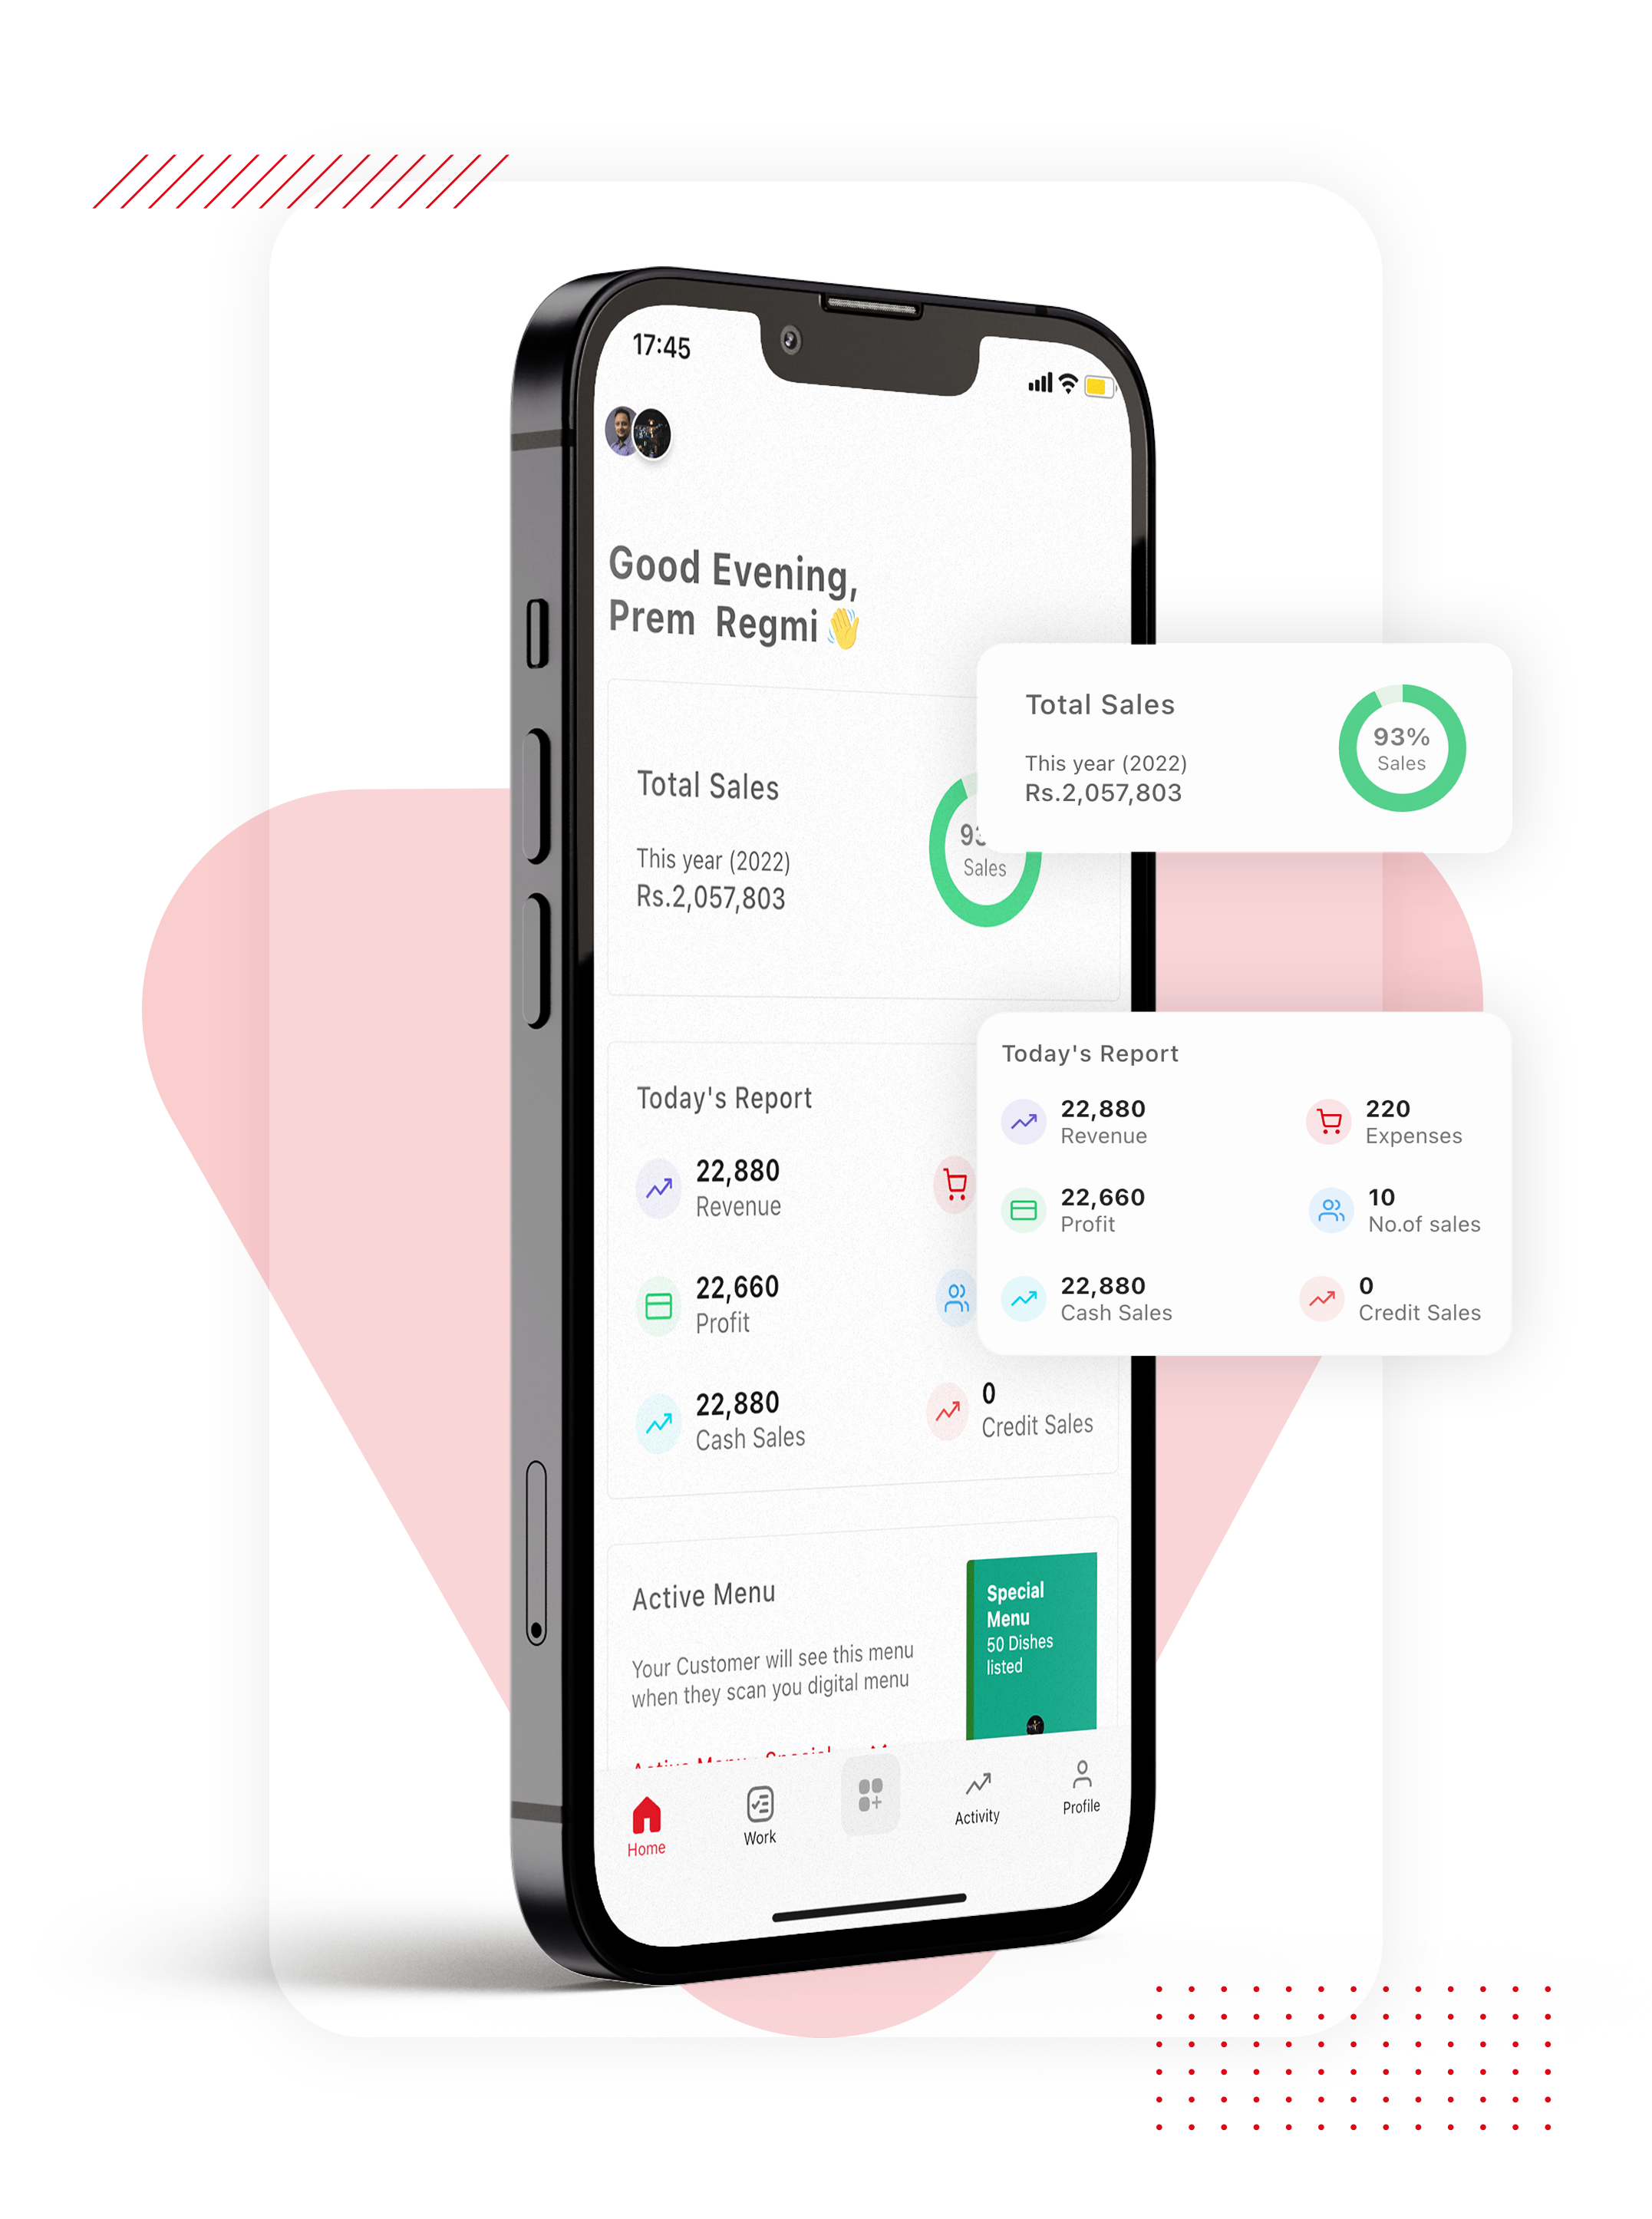 17:45
Good Evening,
Prem Regmi 👋
Total Sales
This year (2022)
Rs.2,057,803
Sales
Total Sales
This year (2022)
Rs.2,057,803
93%
Sales
Today's Report
22,880
Revenue
22,660
Profit
22,880
Cash Sales
0
Credit Sales
Today's Report
22,880
Revenue
220
Expenses
22,660
Profit
10
No.of sales
22,880
Cash Sales
0
Credit Sales
Active Menu
Your Customer will see this menu
when they scan you digital menu
Special
Menu
50 Dishes
listed
Home
Work
Activity
Profile